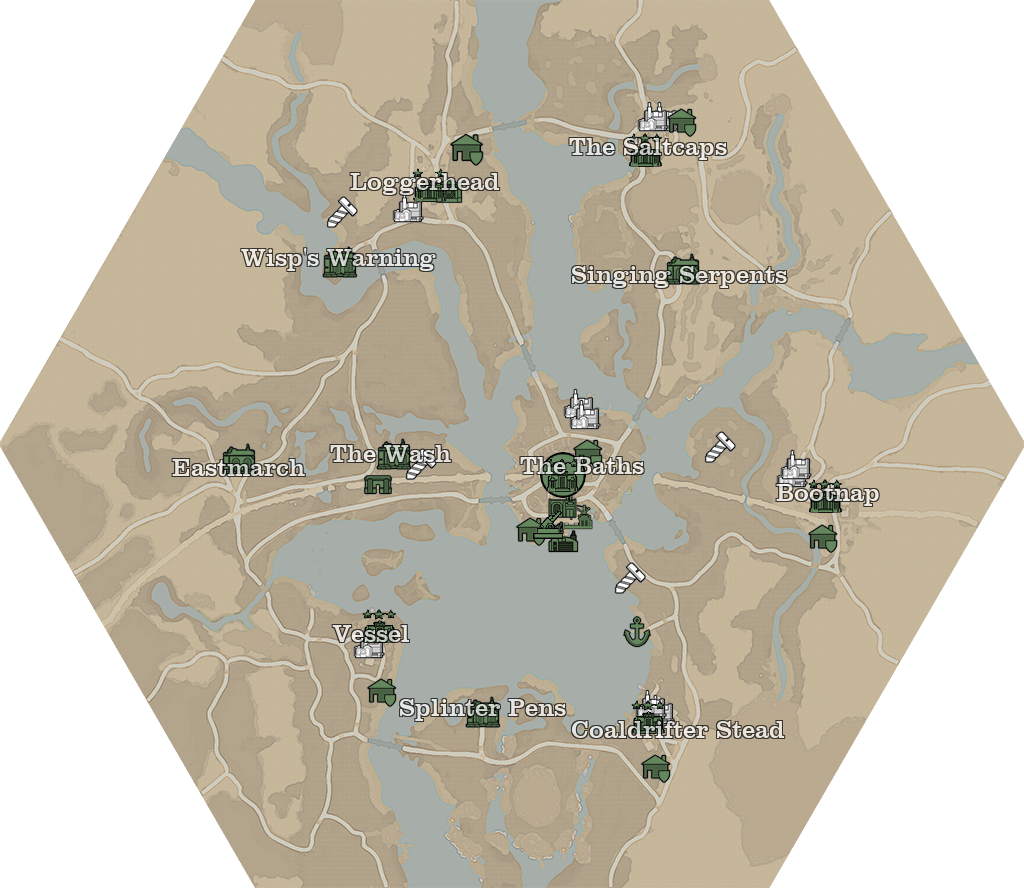 The Saltcaps
Loggerhead
Wisp's Warning
Singing Serpents
The Wash
Eastmarch
The Baths
Bootnap
Vessel
Splinter Pens
Coaldrifter Stead